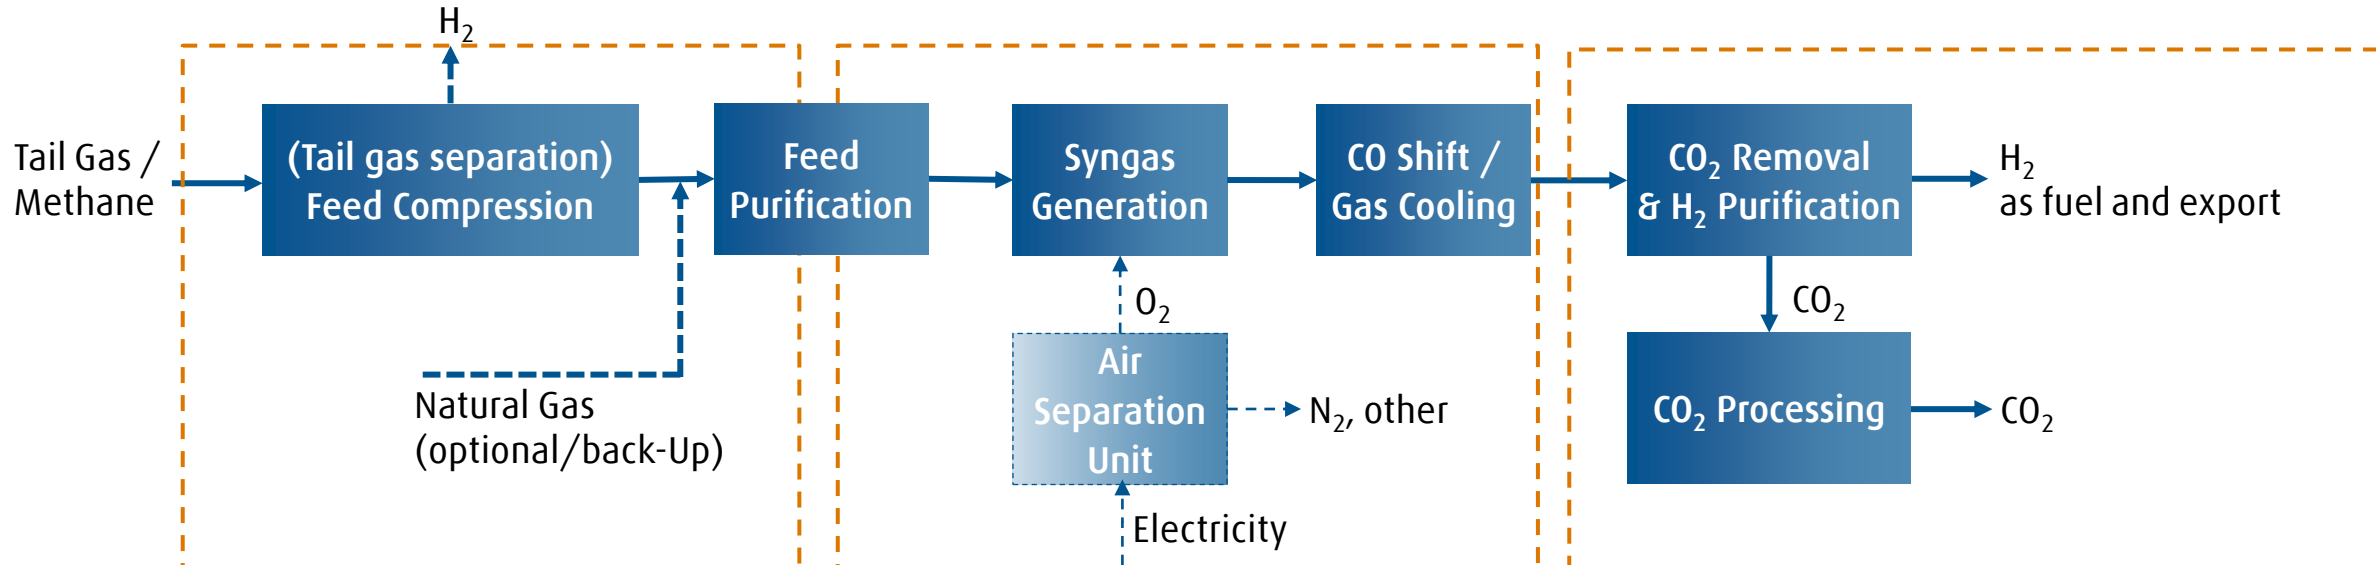 H₂
Tail Gas /
Methane
(Tail gas separation)
Feed Compression
Natural Gas
(optional/back-Up)
Feed
Purification
Syngas
Generation
O₂
Air
Separation
Unit
N₂, other
Electricity
CO Shift /
Gas Cooling
CO₂ Removal
& H₂ Purification
H₂
as fuel and export
CO₂
CO₂ Processing
CO₂